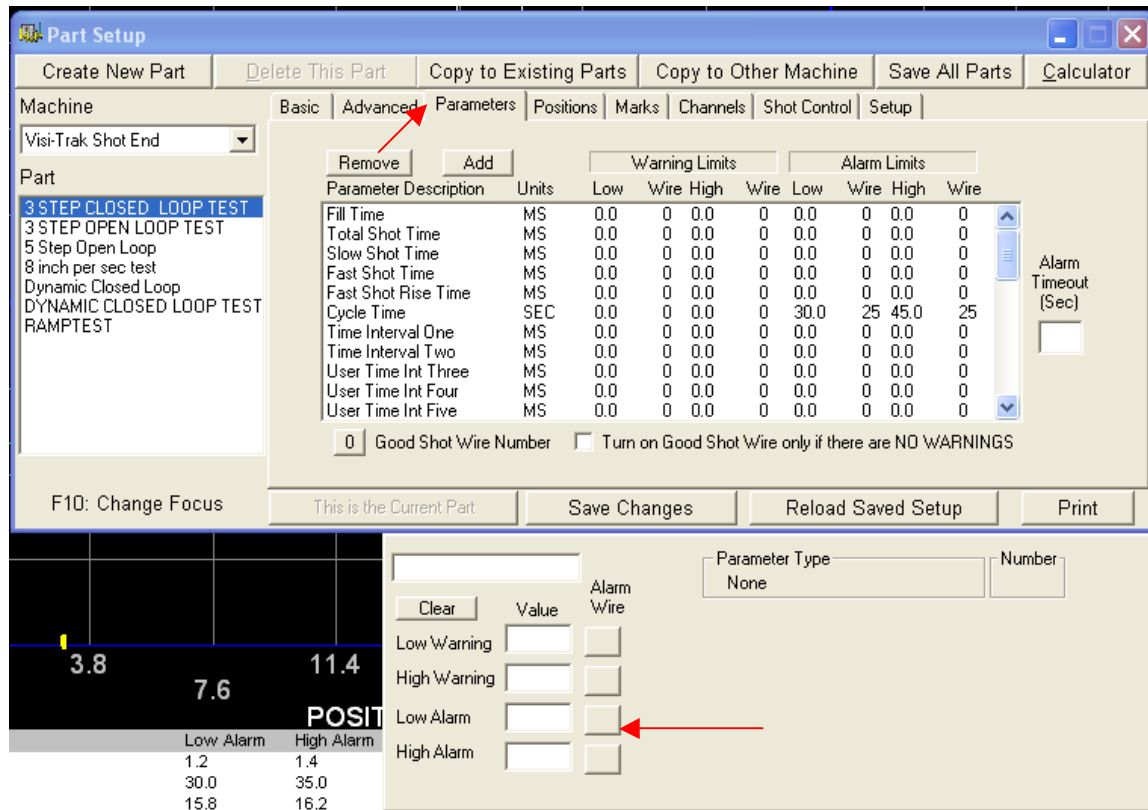 Part Setup
Create New Part Delete This Part Copy to Existing Parts Copy to Other Machine Save All Parts Calculator
Machine
Basic Advanced Parameters Positions Marks Channels Shot Control Setup
Visi-Trak Shot End
Remove Add Warning Limits Alarm Limits
Part
Parameter Description Units Low Wire High Wire Low Wire High Wire
3 STEP CLOSED LOOP TEST
3 STEP OPEN LOOP TEST
5 Step Open Loop
8 inch per sec test
Dynamic Closed Loop
DYNAMIC CLOSED LOOP TEST
RAMPTEST
Fill Time MS 0.0 0 0.0 0 0.0 0 0.0 0
Total Shot Time MS 0.0 0 0.0 0 0.0 0 0.0 0
Slow Shot Time MS 0.0 0 0.0 0 0.0 0 0.0 0
Fast Shot Time MS 0.0 0 0.0 0 0.0 0 0.0 0
Fast Shot Rise Time MS 0.0 0 0.0 0 0.0 0 0.0 0
Cycle Time SEC 0.0 0 0.0 0 30.0 25 45.0 25
Time Interval One MS 0.0 0 0.0 0 0.0 0 0.0 0
Time Interval Two MS 0.0 0 0.0 0 0.0 0 0.0 0
User Time Int Three MS 0.0 0 0.0 0 0.0 0 0.0 0
User Time Int Four MS 0.0 0 0.0 0 0.0 0 0.0 0
User Time Int Five MS 0.0 0 0.0 0 0.0 0 0.0 0
Alarm
Timeout
(Sec)
0 Good Shot Wire Number Turn on Good Shot Wire only if there are NO WARNINGS
F10: Change Focus
This is the Current Part Save Changes Reload Saved Setup Print
Parameter Type Number
None
Alarm
Wire
Clear Value
Low Warning
High Warning
Low Alarm
High Alarm
3.8 11.4
7.6
POSIT
Low Alarm High Alarm
1.2 1.4
30.0 35.0
15.8 16.2